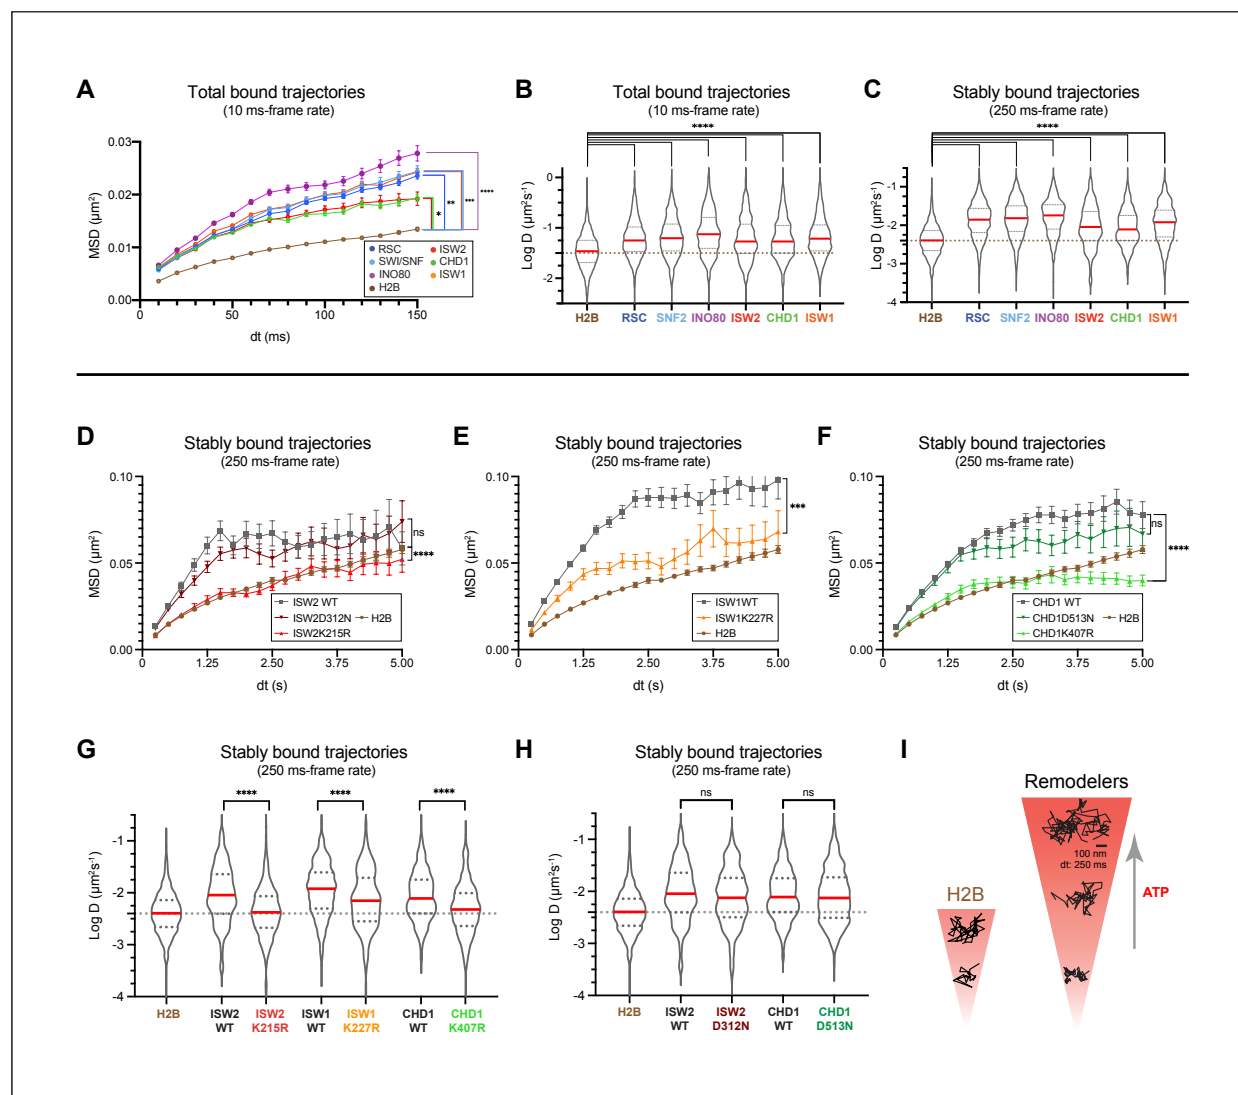 A
Total bound trajectories
(10 ms-frame rate)
MSD (µm²)
0.03
0.02
0.01
0.00
0
50
100
150
dt (ms)
RSC
SWI/SNF
INO80
H2B
ISW2
CHD1
ISW1
*
**
***
****
B
Total bound trajectories
(10 ms-frame rate)
****
Log D (µm²s⁻¹)
0
-1
-2
H2B RSC SNF2 INO80 ISW2 CHD1 ISW1
C
Stably bound trajectories
(250 ms-frame rate)
****
Log D (µm²s⁻¹)
-1
-2
-3
-4
H2B RSC SNF2 INO80 ISW2 CHD1 ISW1
D
Stably bound trajectories
(250 ms-frame rate)
MSD (µm²)
0.10
0.05
0.00
0 1.25 2.50 3.75 5.00
dt (s)
ISW2 WT
ISW2D312N
ISW2K215R
H2B
ns
****
E
Stably bound trajectories
(250 ms-frame rate)
MSD (µm²)
0.10
0.05
0.00
0 1.25 2.50 3.75 5.00
dt (s)
ISW1WT
ISW1K227R
H2B
***
F
Stably bound trajectories
(250 ms-frame rate)
MSD (µm²)
0.10
0.05
0.00
0 1.25 2.50 3.75 5.00
dt (s)
CHD1 WT
CHD1D513N
CHD1K407R
H2B
ns
****
G
Stably bound trajectories
(250 ms-frame rate)
**** **** ****
Log D (µm²s⁻¹)
-1
-2
-3
-4
H2B ISW2 ISW2 ISW1 ISW1 CHD1 CHD1
WT K215R WT K227R WT K407R
H
Stably bound trajectories
(250 ms-frame rate)
ns ns
Log D (µm²s⁻¹)
-1
-2
-3
-4
H2B ISW2 ISW2 CHD1 CHD1
WT D312N WT D513N
I
Remodelers
100 nm
dt: 250 ms
H2B
ATP